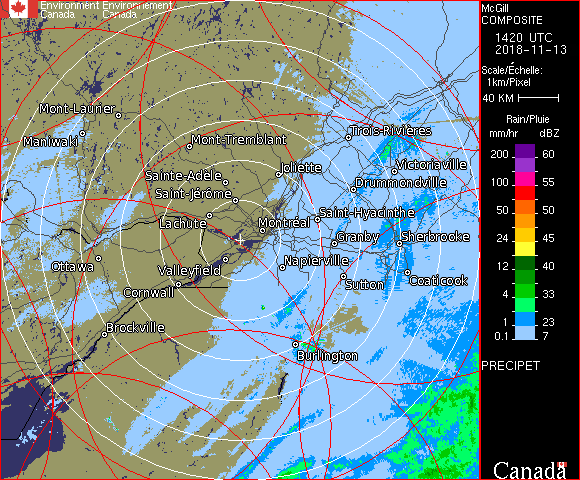 Environment Environnement
Canada Canada
McGill
COMPOSITE
1420 UTC
2018-11-13
Scale/Échelle:
1km/Pixel
40 KM
Rain/Pluie
mm/hr dBZ
200 60
100 55
50 50
24 45
12 40
4 33
1 23
0.1 7
PRECIPET
Canada
Mont-Laurier
Maniwaki
Mont-Tremblant
Trois-Rivières
Joliette
Victoriaville
Sainte-Adèle
Drummondville
Saint-Jérôme
Lachute
Saint-Hyacinthe
Montréal
Granby
Sherbrooke
Ottawa
Valleyfield
Napierville
Coaticook
Sutton
Cornwall
Brockville
Burlington